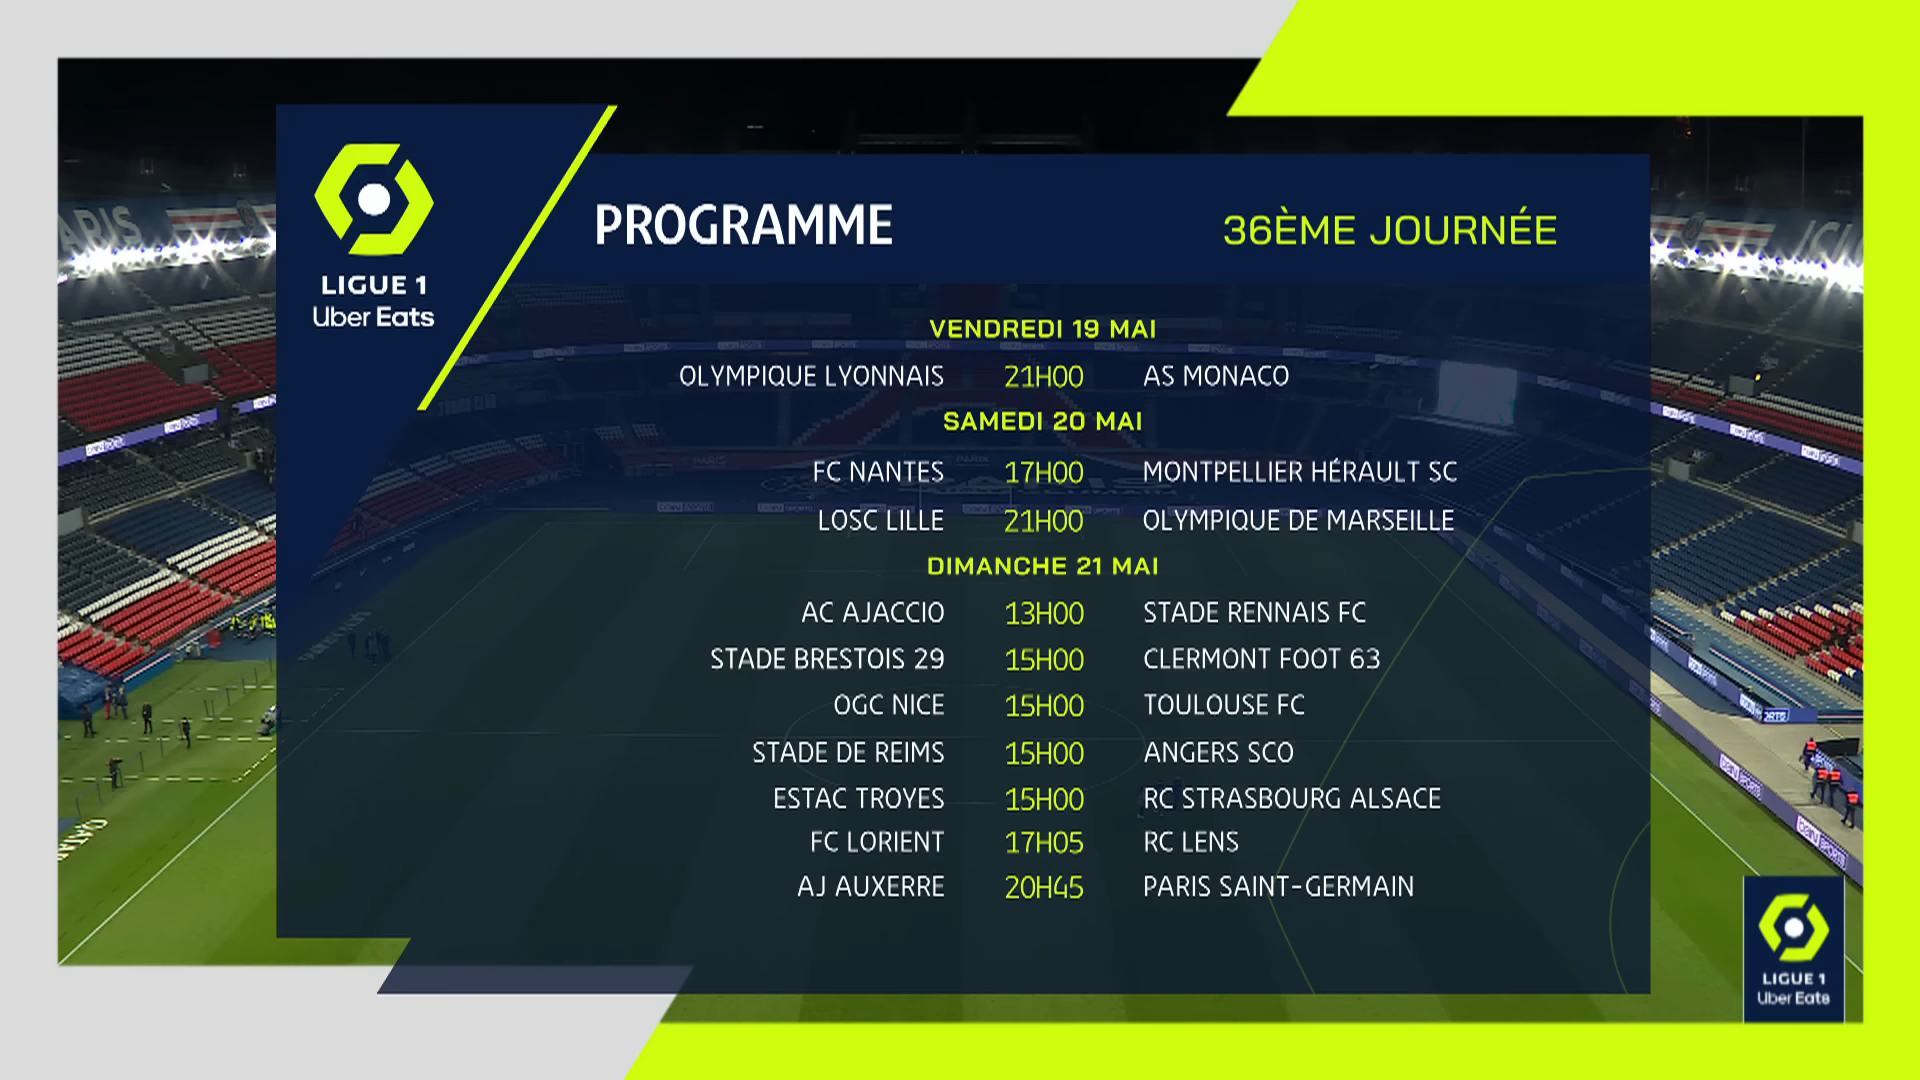 PARIS
ICI
LIGUE 1
Uber Eats
PROGRAMME
36ÈME JOURNÉE
VENDREDI 19 MAI
OLYMPIQUE LYONNAIS 21H00 AS MONACO
SAMEDI 20 MAI
FC NANTES 17H00 MONTPELLIER HÉRAULT SC
LOSC LILLE 21H00 OLYMPIQUE DE MARSEILLE
DIMANCHE 21 MAI
AC AJACCIO 13H00 STADE RENNAIS FC
STADE BRESTOIS 29 15H00 CLERMONT FOOT 63
OGC NICE 15H00 TOULOUSE FC
STADE DE REIMS 15H00 ANGERS SCO
ESTAC TROYES 15H00 RC STRASBOURG ALSACE
FC LORIENT 17H05 RC LENS
AJ AUXERRE 20H45 PARIS SAINT-GERMAIN
beIN SPORTS
LIGUE 1
Uber Eats